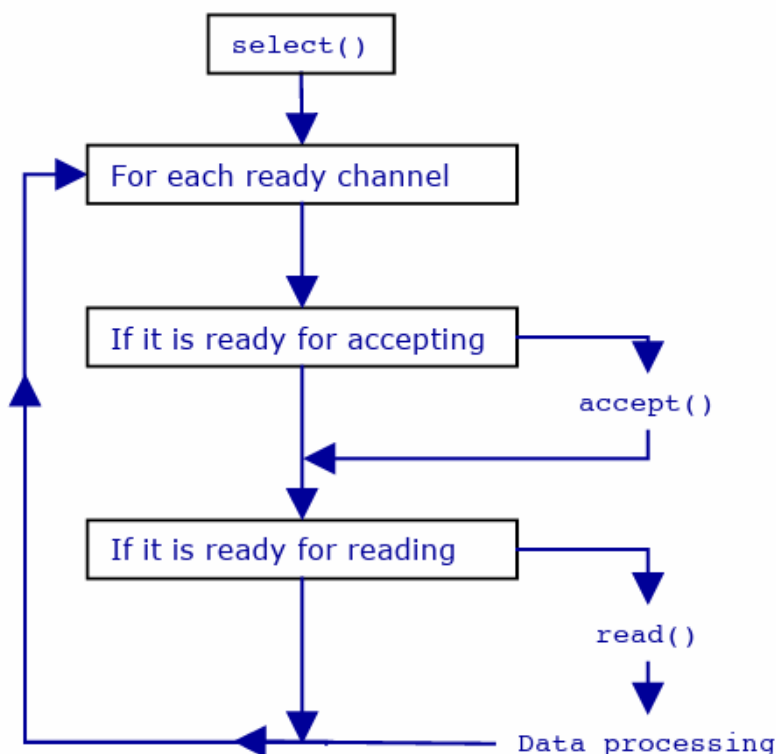 select()
For each ready channel
If it is ready for accepting
accept()
If it is ready for reading
read()
Data processing